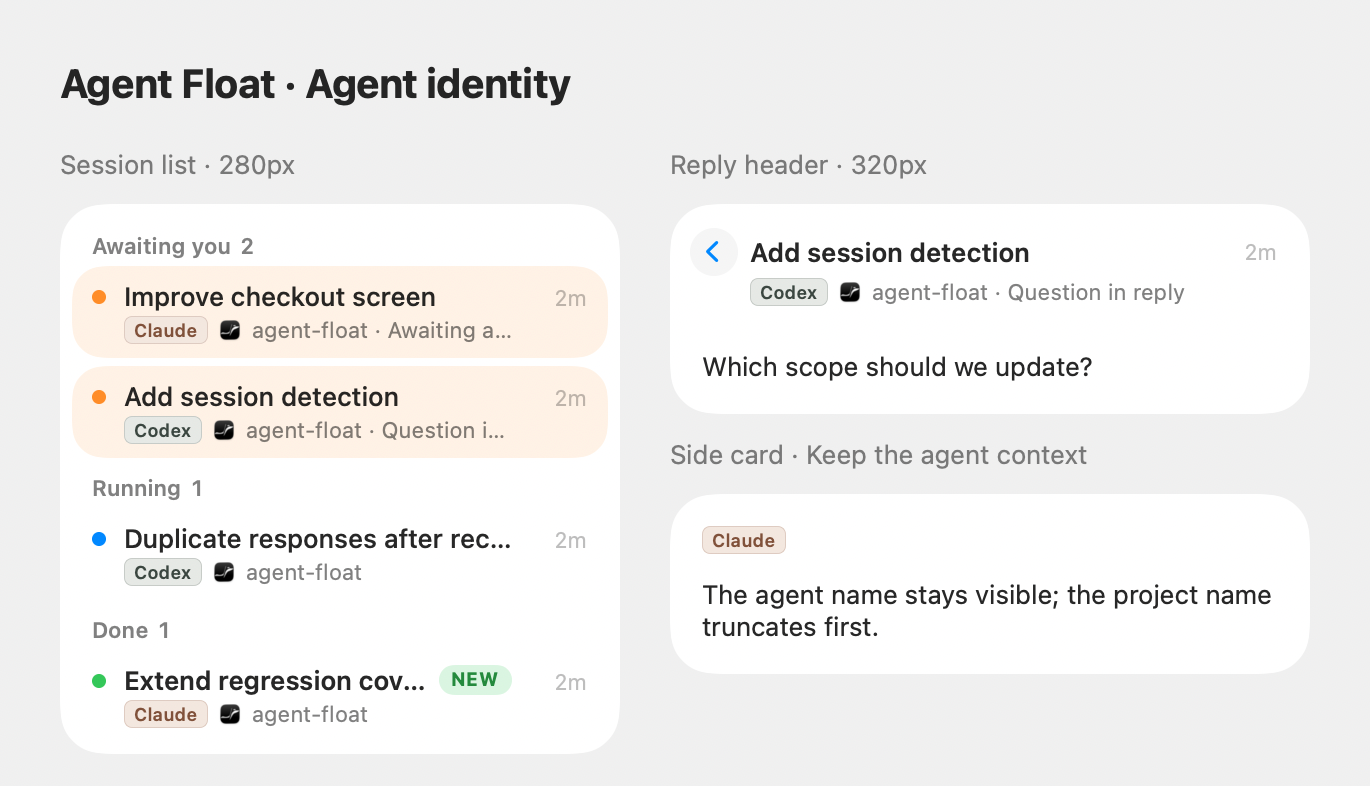 Agent Float · Agent identity
Session list · 280px
Awaiting you 2
Improve checkout screen 2m
Claude agent-float · Awaiting a...
Add session detection 2m
Codex agent-float · Question i...
Running 1
Duplicate responses after rec... 2m
Codex agent-float
Done 1
Extend regression cov... NEW 2m
Claude agent-float
Reply header · 320px
Add session detection 2m
Codex agent-float · Question in reply
Which scope should we update?
Side card · Keep the agent context
Claude
The agent name stays visible; the project name
truncates first.